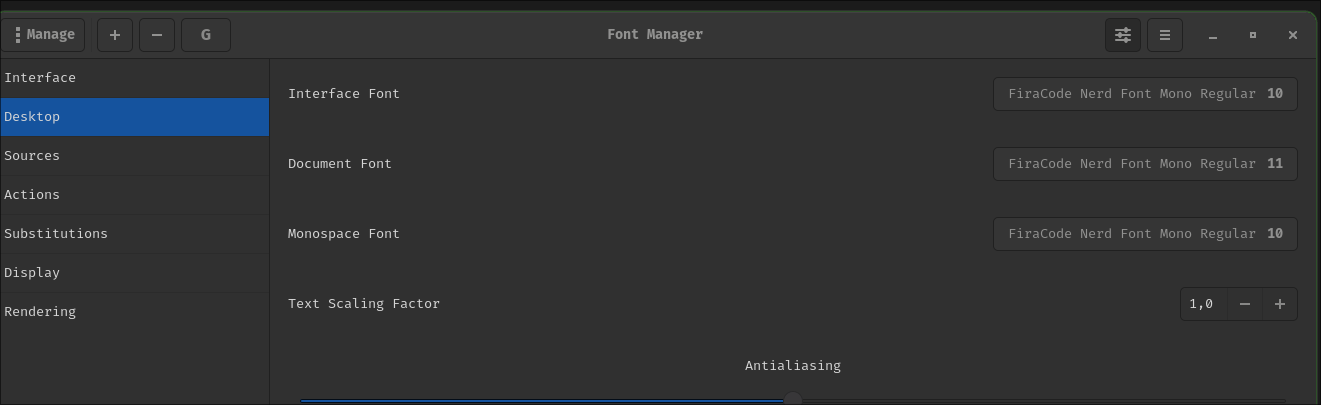 Manage + − G Font Manager
Interface
Desktop
Sources
Actions
Substitutions
Display
Rendering
Interface Font FiraCode Nerd Font Mono Regular 10
Document Font FiraCode Nerd Font Mono Regular 11
Monospace Font FiraCode Nerd Font Mono Regular 10
Text Scaling Factor 1,0 − +
Antialiasing